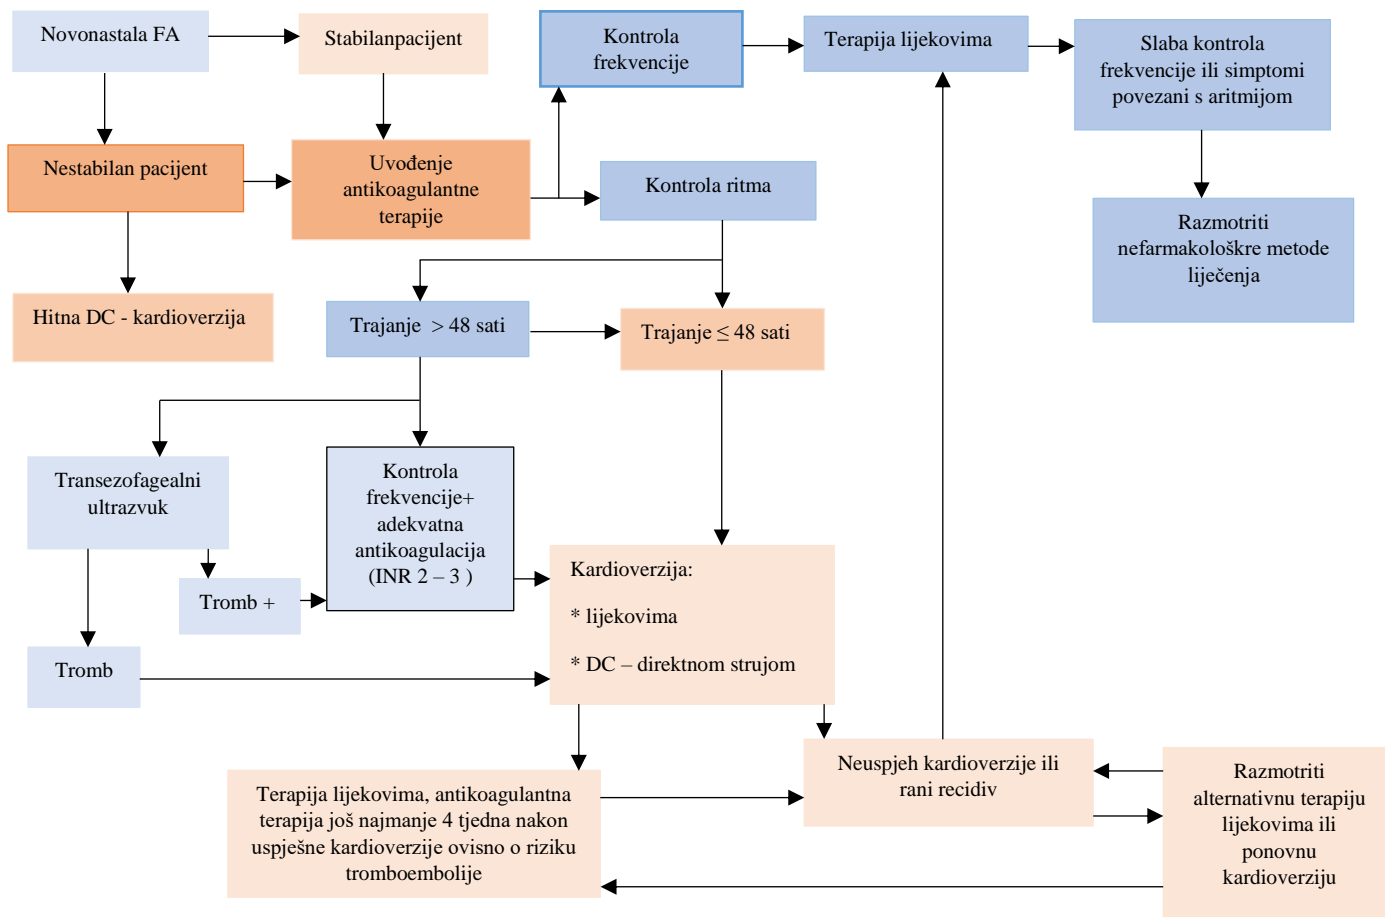 Novonastala FA
Stabilanpacijent
Kontrola
frekvencije
Terapija lijekovima
Slaba kontrola
frekvencije ili simptomi
povezani s aritmijom
Nestabilan pacijent
Uvođenje
antikoagulantne
terapije
Kontrola ritma
Razmotriti
nefarmakološkre metode
liječenja
Hitna DC - kardioverzija
Trajanje > 48 sati
Trajanje ≤ 48 sati
Transezofagealni
ultrazvuk
Kontrola
frekvencije+
adekvatna
antikoagulacija
(INR 2 – 3 )
Tromb +
Tromb
Kardioverzija:
* lijekovima
* DC – direktnom strujom
Neuspjeh kardioverzije ili
rani recidiv
Terapija lijekovima, antikoagulantna
terapija još najmanje 4 tjedna nakon
uspješne kardioverzije ovisno o riziku
tromboembolije
Razmotriti
alternativnu terapiju
lijekovima ili
ponovnu
kardioverziju